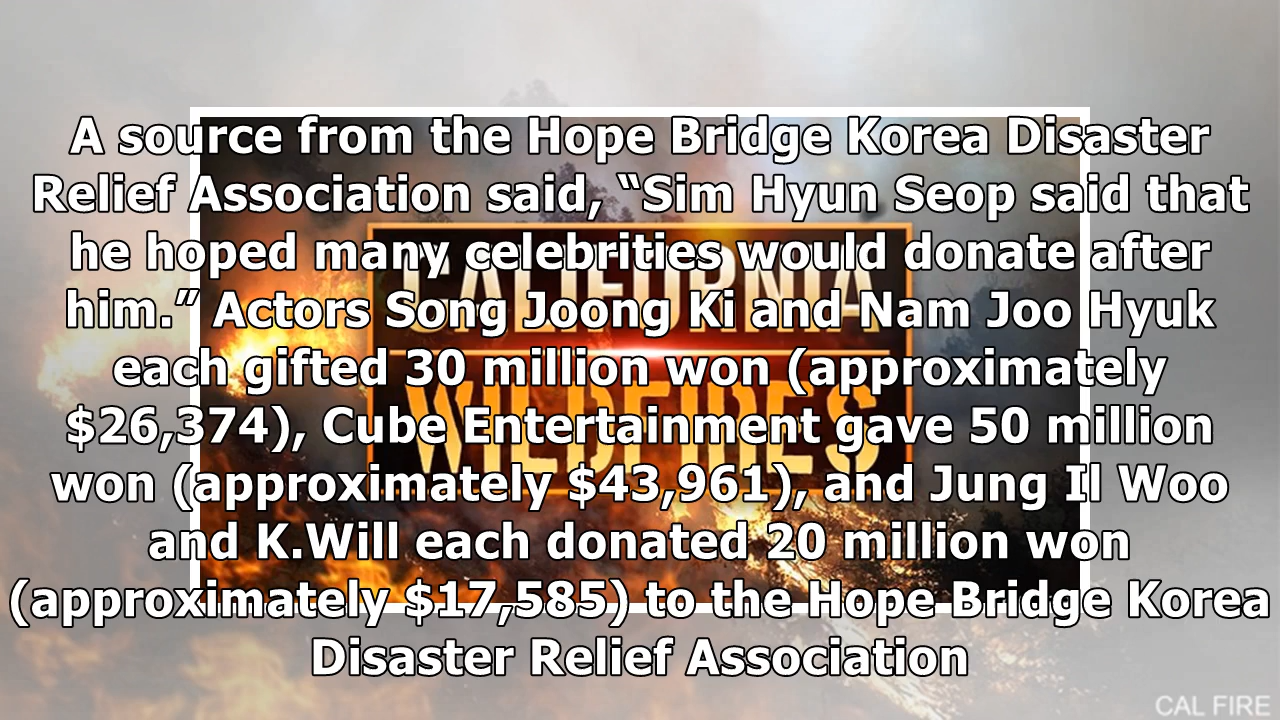 A source from the Hope Bridge Korea Disaster
Relief Association said, “Sim Hyun Seop said that
he hoped many celebrities would donate after
him.” Actors Song Joong Ki and Nam Joo Hyuk
each gifted 30 million won (approximately
$26,374), Cube Entertainment gave 50 million
won (approximately $43,961), and Jung Il Woo
and K.Will each donated 20 million won
(approximately $17,585) to the Hope Bridge Korea
Disaster Relief Association
CALIFORNIA
WILDFIRES
CAL FIRE